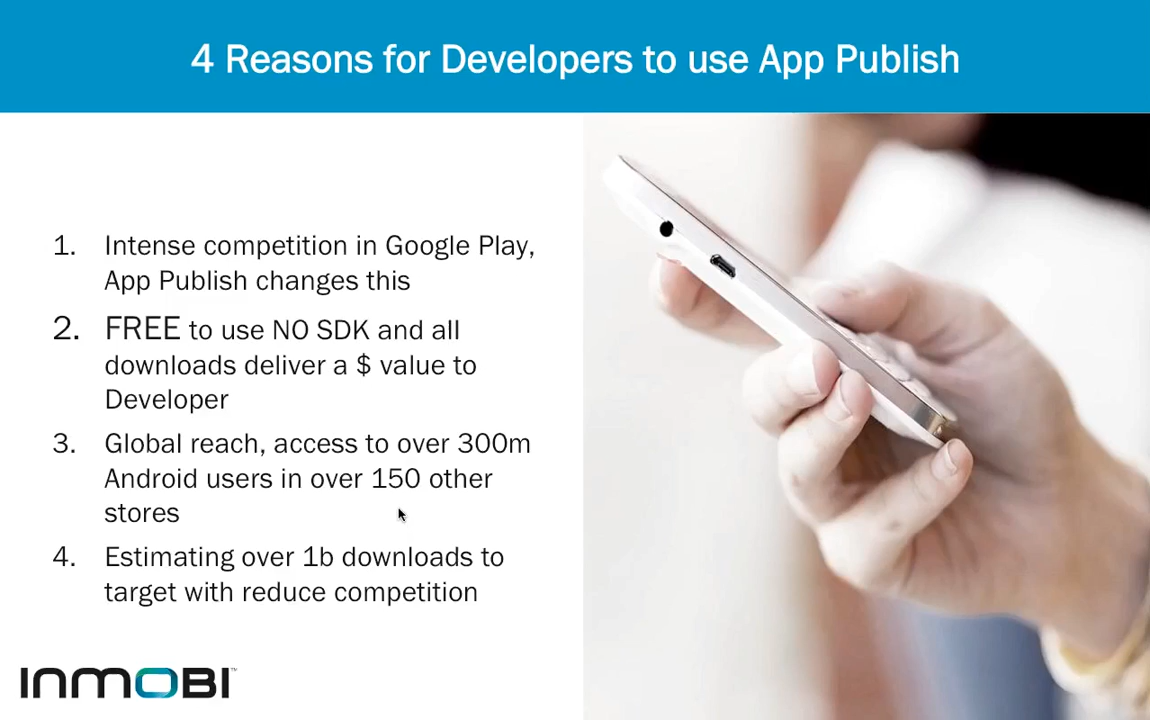 4 Reasons for Developers to use App Publish
1. Intense competition in Google Play,
App Publish changes this
2. FREE to use NO SDK and all
downloads deliver a $ value to
Developer
3. Global reach, access to over 300m
Android users in over 150 other
stores
4. Estimating over 1b downloads to
target with reduce competition
INMOBI™